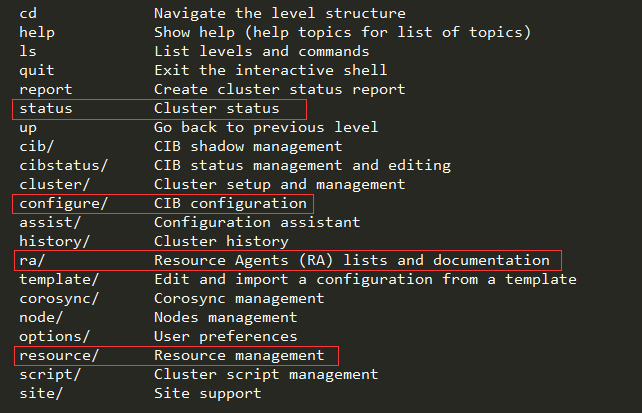 cd Navigate the level structure
help Show help (help topics for list of topics)
ls List levels and commands
quit Exit the interactive shell
report Create cluster status report
status Cluster status
up Go back to previous level
cib/ CIB shadow management
cibstatus/ CIB status management and editing
cluster/ Cluster setup and management
configure/ CIB configuration
assist/ Configuration assistant
history/ Cluster history
ra/ Resource Agents (RA) lists and documentation
template/ Edit and import a configuration from a template
corosync/ Corosync management
node/ Nodes management
options/ User preferences
resource/ Resource management
script/ Cluster script management
site/ Site support